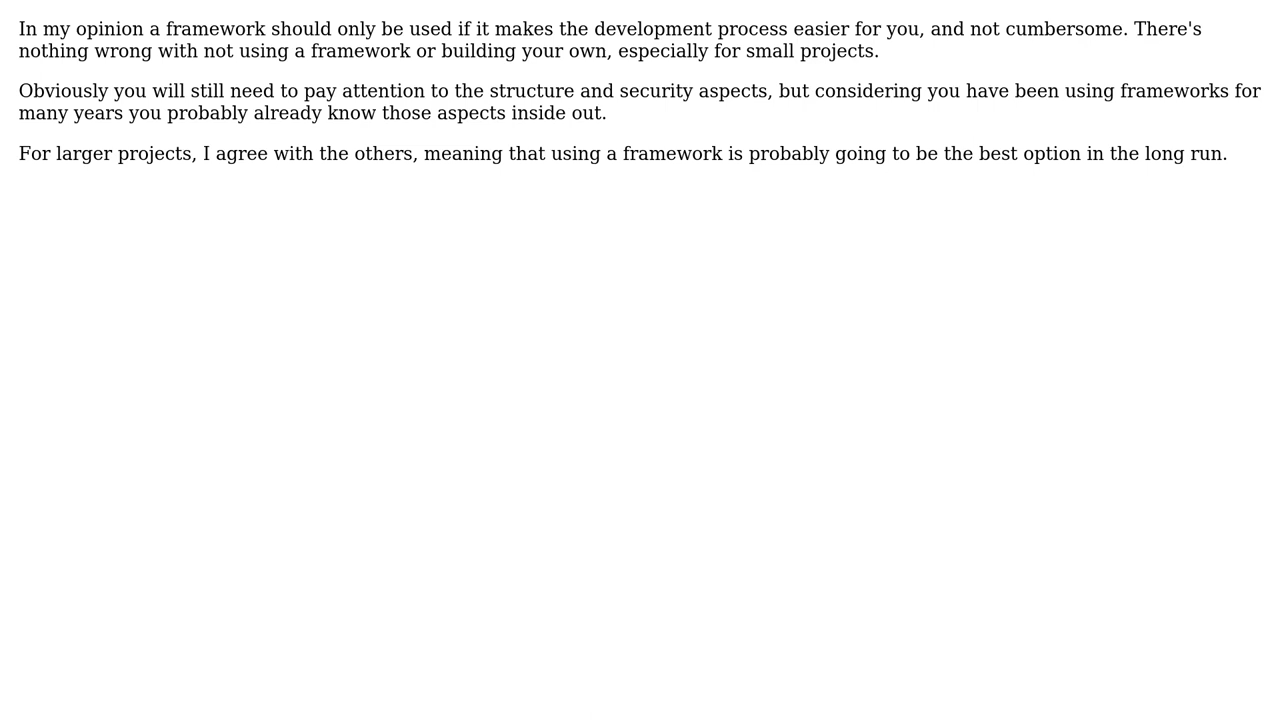 In my opinion a framework should only be used if it makes the development process easier for you, and not cumbersome. There's
nothing wrong with not using a framework or building your own, especially for small projects.
Obviously you will still need to pay attention to the structure and security aspects, but considering you have been using frameworks for
many years you probably already know those aspects inside out.
For larger projects, I agree with the others, meaning that using a framework is probably going to be the best option in the long run.